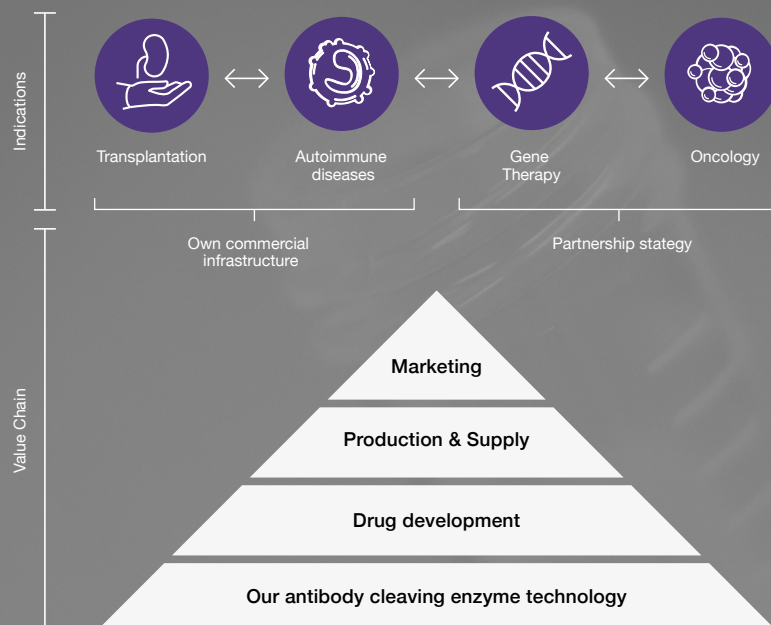 Indications
Transplantation
Autoimmune
diseases
Gene
Therapy
Oncology
Own commercial
infrastructure
Partnership stategy
Value Chain
Marketing
Production & Supply
Drug development
Our antibody cleaving enzyme technology